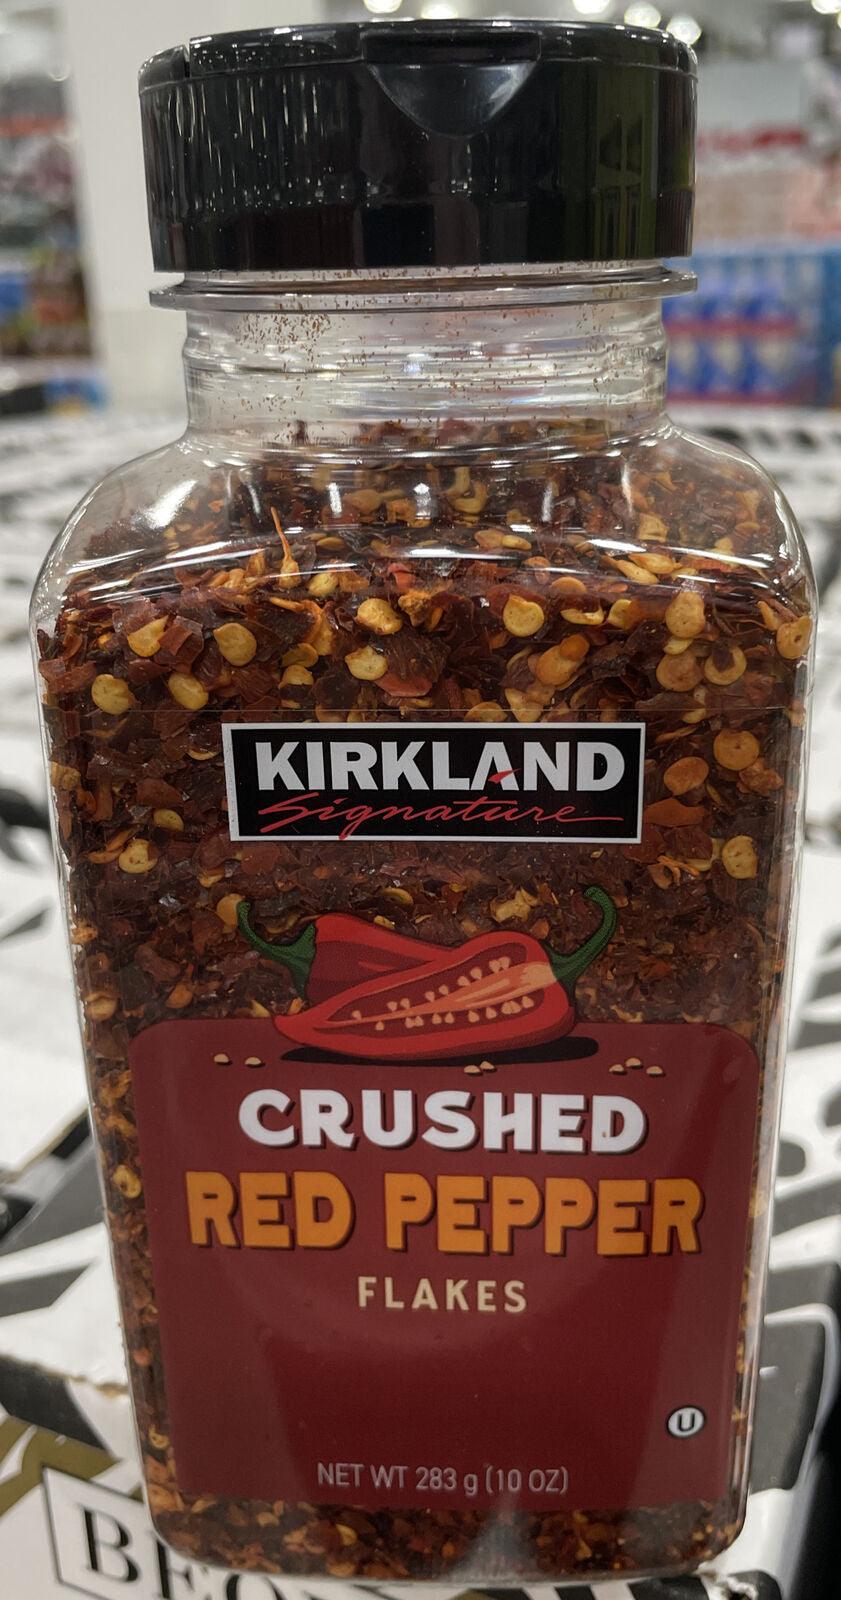 KIRKLAND
Signature
CRUSHED
RED PEPPER
FLAKES
U
NET WT 283 g (10 OZ)